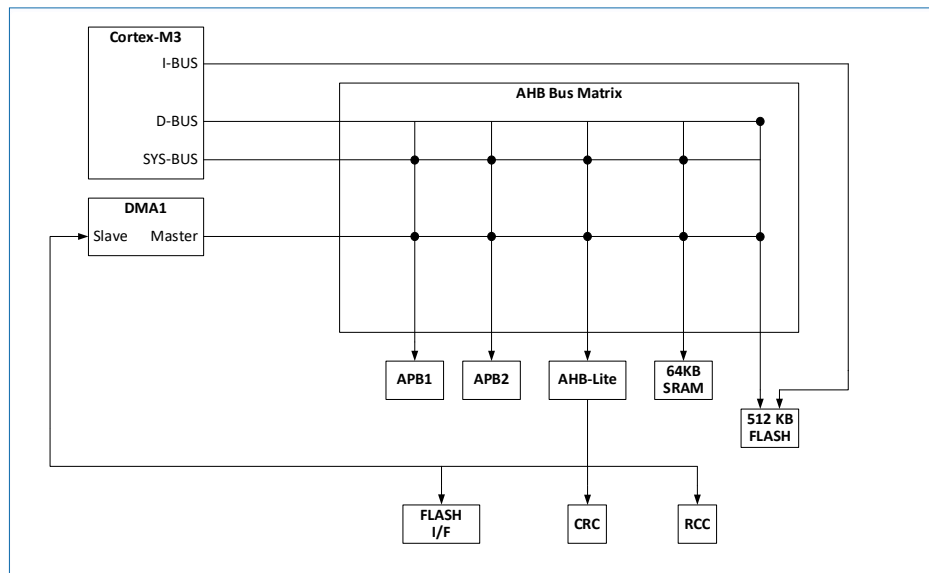 Cortex-M3
I-BUS
AHB Bus Matrix
D-BUS
SYS-BUS
DMA1
Slave Master
APB1 APB2 AHB-Lite 64KB
SRAM
512 KB
FLASH
FLASH
I/F
CRC RCC